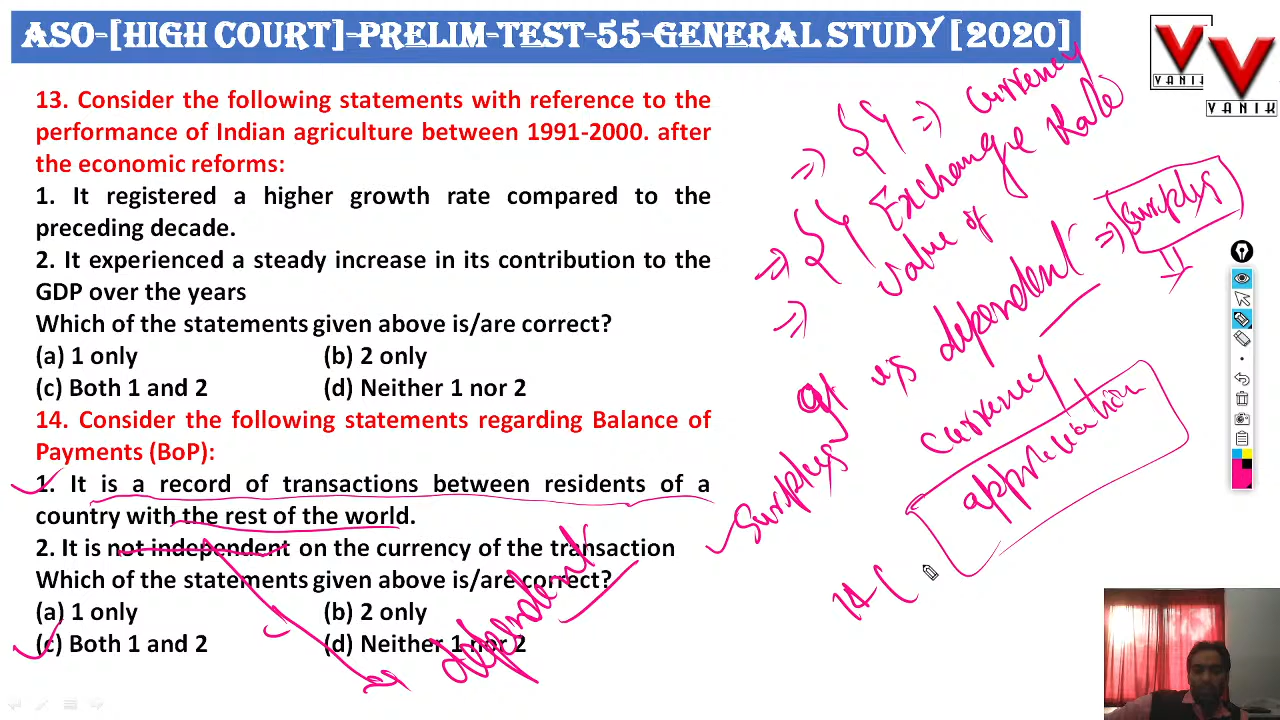 ASO-[HIGH COURT]-PRELIM-TEST-55-GENERAL STUDY [2020]
VANIK
VANIK
13. Consider the following statements with reference to the
performance of Indian agriculture between 1991-2000. after
the economic reforms:
1. It registered a higher growth rate compared to the
preceding decade.
2. It experienced a steady increase in its contribution to the
GDP over the years
Which of the statements given above is/are correct?
(a) 1 only (b) 2 only
(c) Both 1 and 2 (d) Neither 1 nor 2
14. Consider the following statements regarding Balance of
Payments (BoP):
1. It is a record of transactions between residents of a
country with the rest of the world.
2. It is not independent on the currency of the transaction
Which of the statements given above is/are correct?
(a) 1 only (b) 2 only
(c) Both 1 and 2 (d) Neither 1 nor 2
dependent
=> currency
Exchange Rate
value of
dependent => surplus
currency
surplus
appreciation
14-(